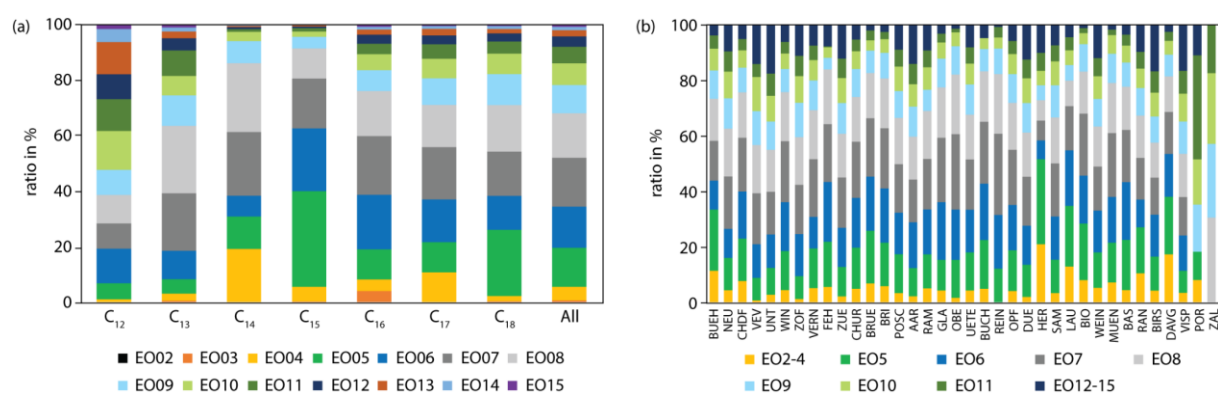 (a)
ratio in %
100
80
60
40
20
0
C12 C13 C14 C15 C16 C17 C18 All
EO02 EO03 EO04 EO05 EO06 EO07 EO08
EO09 EO10 EO11 EO12 EO13 EO14 EO15
(b)
ratio in %
100
80
60
40
20
0
BUEH NEU CHDF VEV UNT WIN ZOF VERN FEH ZUE CHUR BRUE BRI POSC AAR RAM GLA OBE UETE BUCH REIN OPF DUE HER SAM LAU BIO WEIN MUEN BAS RAN BIRS DAVG VISP POR ZAL
EO2-4 EO5 EO6 EO7 EO8
EO9 EO10 EO11 EO12-15